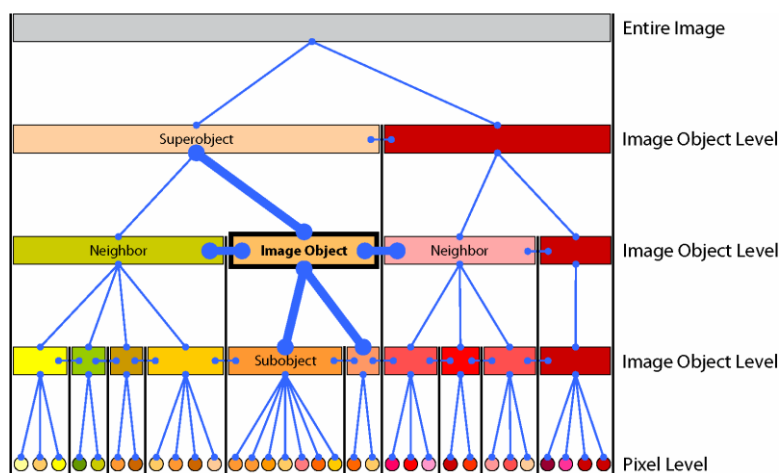 Entire Image
Superobject
Image Object Level
Neighbor
Image Object
Neighbor
Image Object Level
Subobject
Image Object Level
Pixel Level